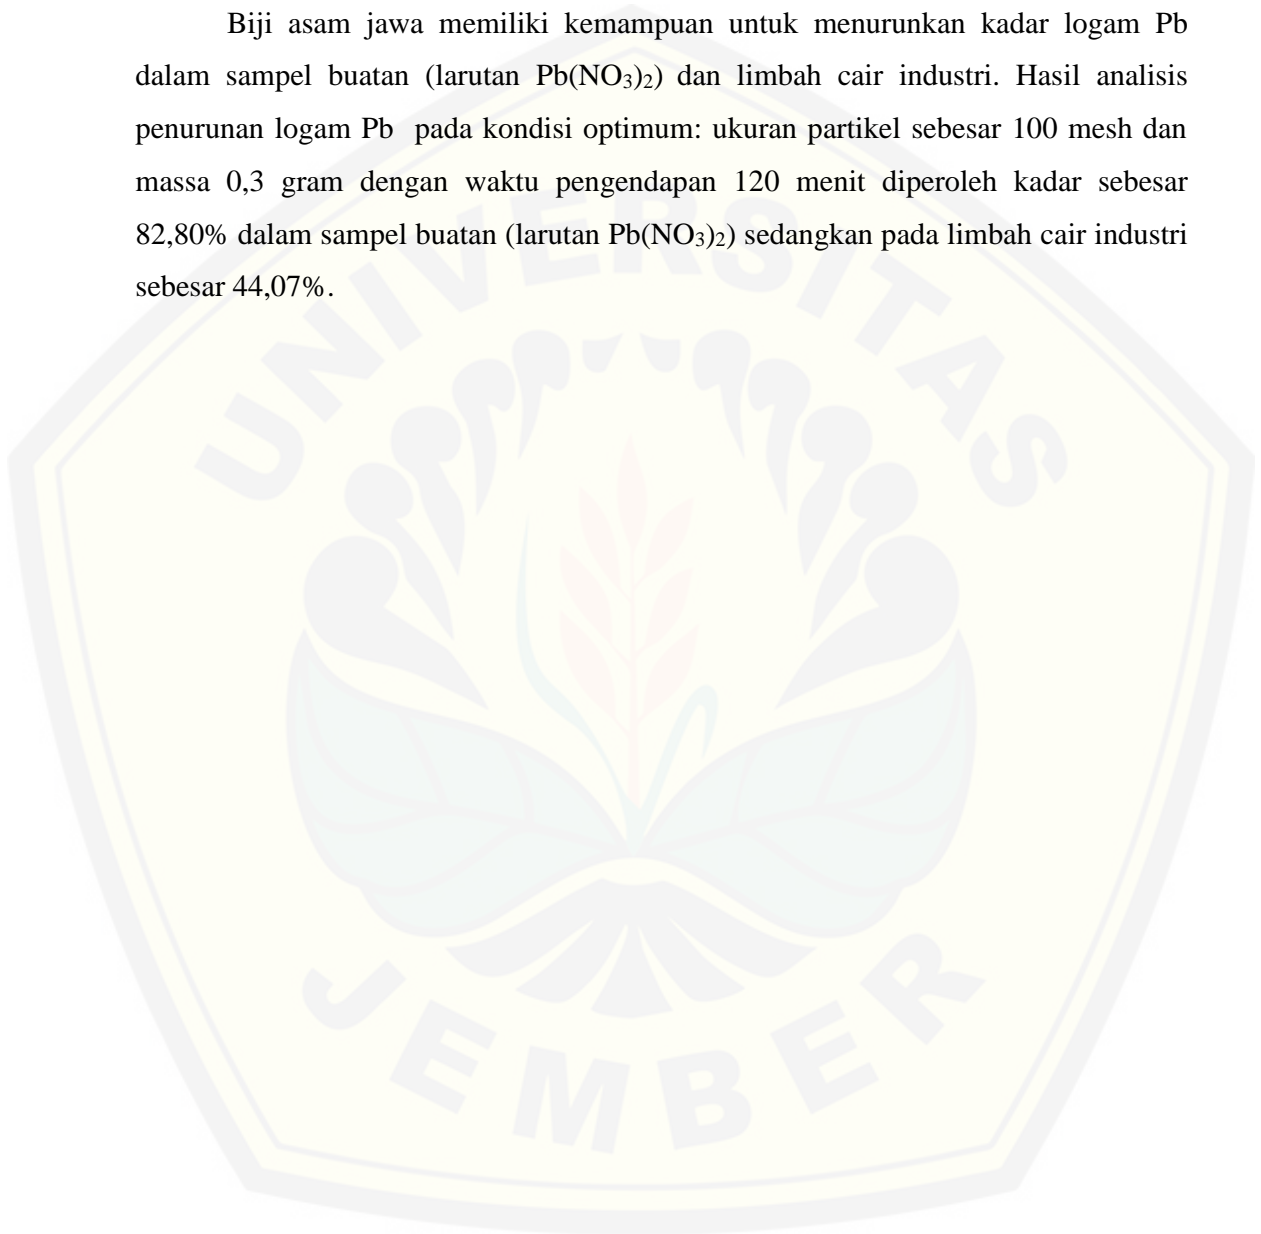 Biji asam jawa memiliki kemampuan untuk menurunkan kadar logam Pb
dalam sampel buatan (larutan Pb(NO₃)₂) dan limbah cair industri. Hasil analisis
penurunan logam Pb pada kondisi optimum: ukuran partikel sebesar 100 mesh dan
massa 0,3 gram dengan waktu pengendapan 120 menit diperoleh kadar sebesar
82,80% dalam sampel buatan (larutan Pb(NO₃)₂) sedangkan pada limbah cair industri
sebesar 44,07%.
UNIVERSITAS
JEMBER